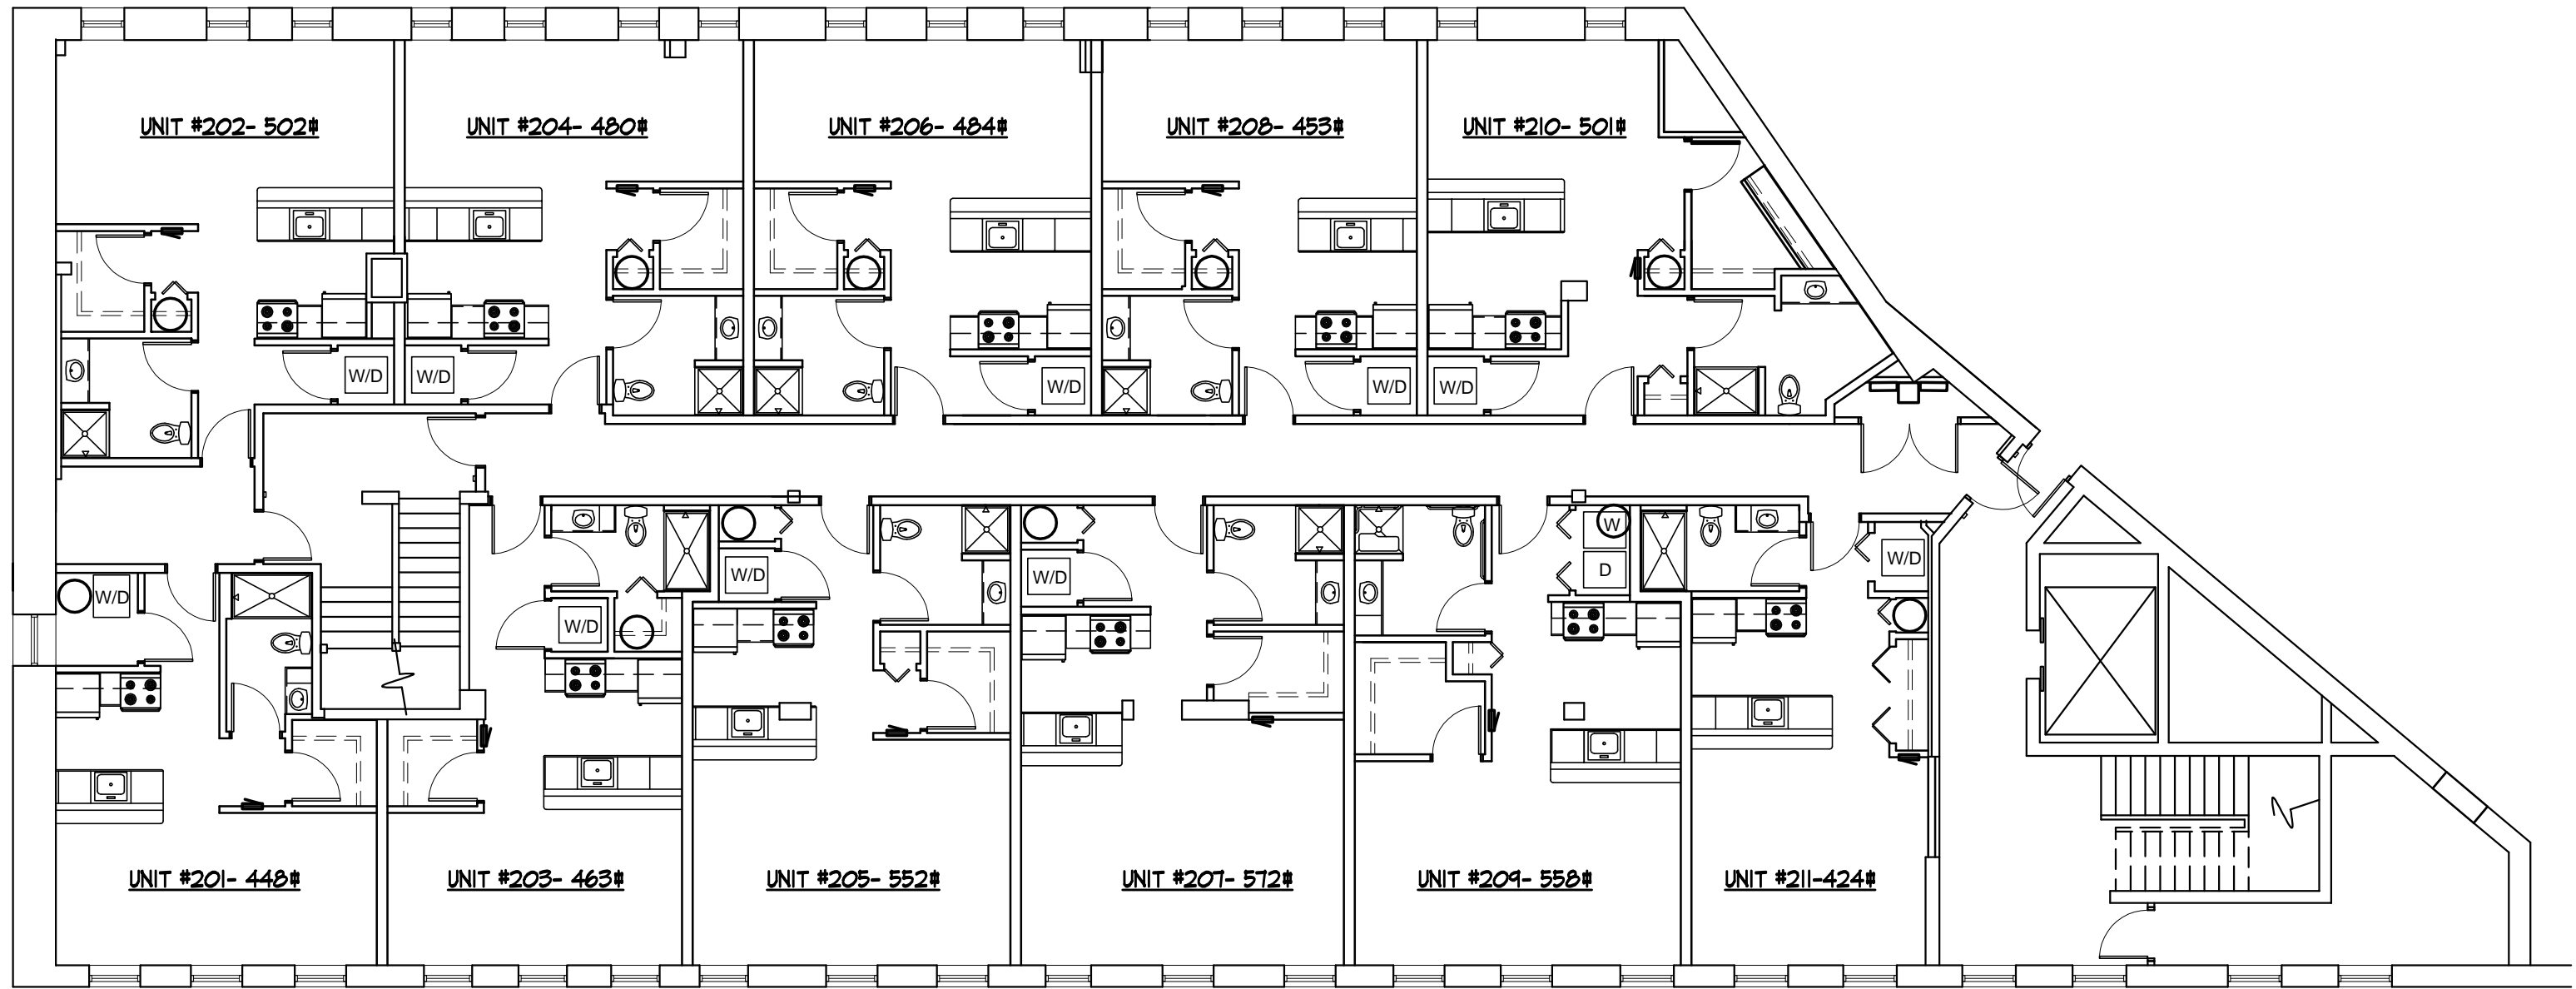 UNIT #202- 502⌗
UNIT #204- 480⌗
UNIT #206- 484⌗
UNIT #208- 453⌗
UNIT #210- 501⌗
W/D
W/D
W/D
W/D
W/D
W/D
W/D
W/D
W/D
W
D
W/D
UNIT #201- 448⌗
UNIT #203- 463⌗
UNIT #205- 552⌗
UNIT #207- 572⌗
UNIT #209- 558⌗
UNIT #211-424⌗